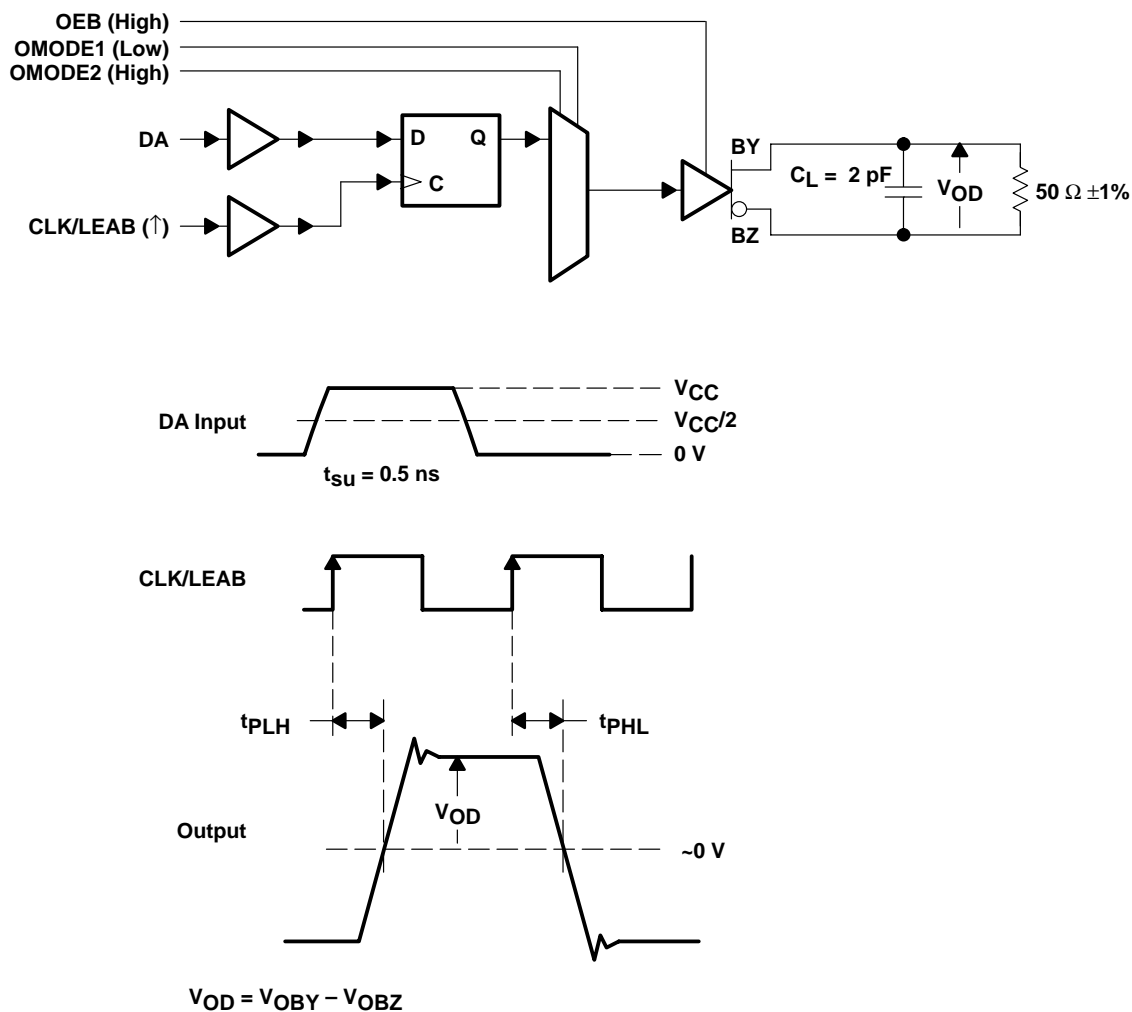 OEB (High)
OMODE1 (Low)
OMODE2 (High)
DA
D Q
C
CLK/LEAB (↑)
BY
CL = 2 pF
VOD
50 Ω ±1%
BZ
DA Input
VCC
VCC/2
0 V
tsu = 0.5 ns
CLK/LEAB
tPLH
tPHL
VOD
Output
~0 V
VOD = VOBY – VOBZ